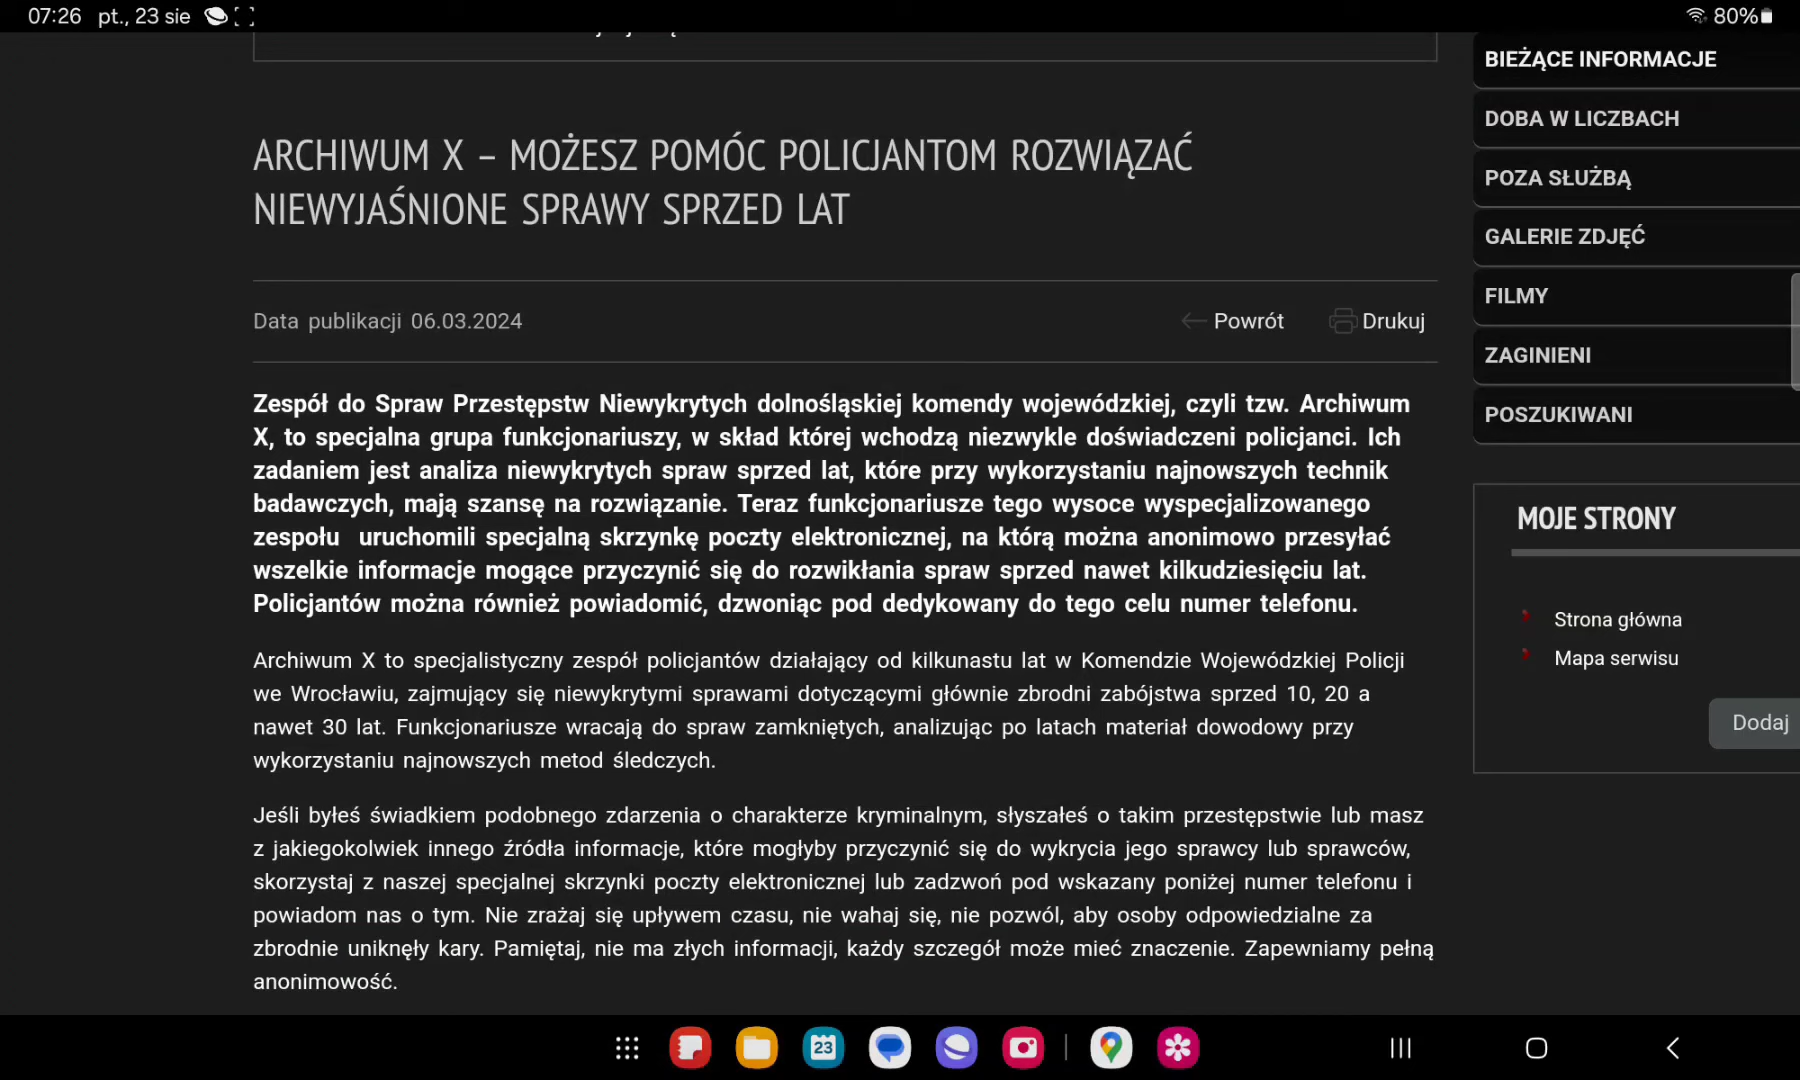 07:26 pt., 23 sie
80%
ARCHIWUM X – MOŻESZ POMÓC POLICJANTOM ROZWIĄZAĆ
NIEWYJAŚNIONE SPRAWY SPRZED LAT
Data publikacji 06.03.2024
Powrót
Drukuj
Zespół do Spraw Przestępstw Niewykrytych dolnośląskiej komendy wojewódzkiej, czyli tzw. Archiwum
X, to specjalna grupa funkcjonariuszy, w skład której wchodzą niezwykle doświadczeni policjanci. Ich
zadaniem jest analiza niewykrytych spraw sprzed lat, które przy wykorzystaniu najnowszych technik
badawczych, mają szansę na rozwiązanie. Teraz funkcjonariusze tego wysoce wyspecjalizowanego
zespołu uruchomili specjalną skrzynkę poczty elektronicznej, na którą można anonimowo przesyłać
wszelkie informacje mogące przyczynić się do rozwikłania spraw sprzed nawet kilkudziesięciu lat.
Policjantów można również powiadomić, dzwoniąc pod dedykowany do tego celu numer telefonu.
Archiwum X to specjalistyczny zespół policjantów działający od kilkunastu lat w Komendzie Wojewódzkiej Policji
we Wrocławiu, zajmujący się niewykrytymi sprawami dotyczącymi głównie zbrodni zabójstwa sprzed 10, 20 a
nawet 30 lat. Funkcjonariusze wracają do spraw zamkniętych, analizując po latach materiał dowodowy przy
wykorzystaniu najnowszych metod śledczych.
Jeśli byłeś świadkiem podobnego zdarzenia o charakterze kryminalnym, słyszałeś o takim przestępstwie lub masz
z jakiegokolwiek innego źródła informacje, które mogłyby przyczynić się do wykrycia jego sprawcy lub sprawców,
skorzystaj z naszej specjalnej skrzynki poczty elektronicznej lub zadzwoń pod wskazany poniżej numer telefonu i
powiadom nas o tym. Nie zrażaj się upływem czasu, nie wahaj się, nie pozwól, aby osoby odpowiedzialne za
zbrodnie uniknęły kary. Pamiętaj, nie ma złych informacji, każdy szczegół może mieć znaczenie. Zapewniamy pełną
anonimowość.
BIEŻĄCE INFORMACJE
DOBA W LICZBACH
POZA SŁUŻBĄ
GALERIE ZDJĘĆ
FILMY
ZAGINIENI
POSZUKIWANI
MOJE STRONY
Strona główna
Mapa serwisu
Dodaj
23